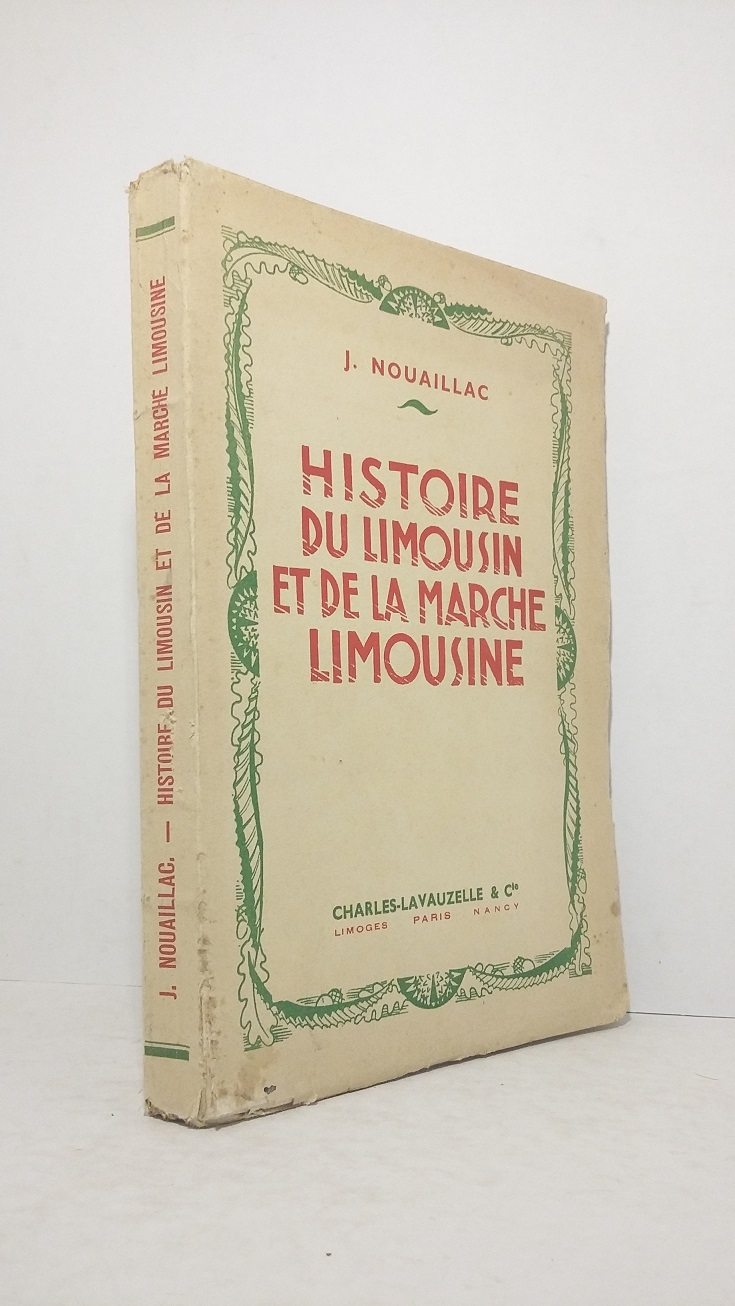 J. NOUAILLAC. — HISTOIRE DU LIMOUSIN ET DE LA MARCHE LIMOUSINE
J. NOUAILLAC
HISTOIRE
DU LIMOUSIN
ET DE LA MARCHE
LIMOUSINE
CHARLES-LAVAUZELLE & Cie
LIMOGES PARIS NANCY